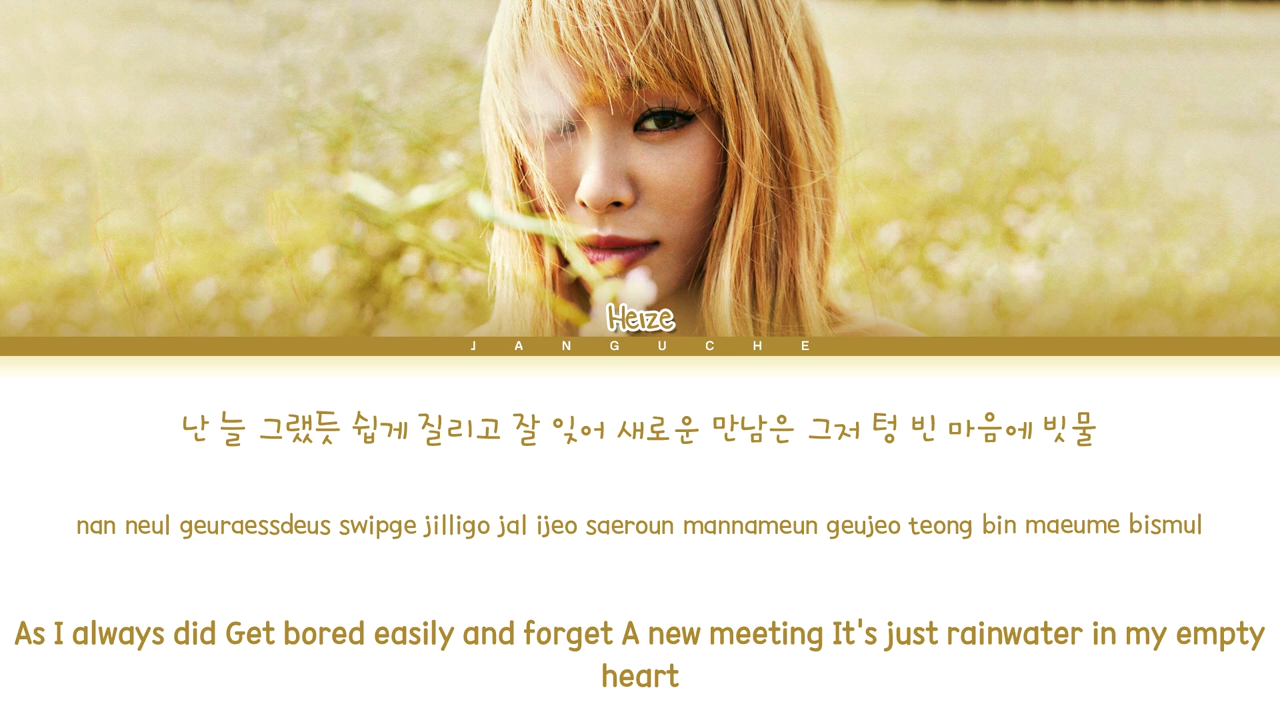 Heize
JANGUCHE
난 늘 그랬듯 쉽게 질리고 잘 잊어 새로운 만남은 그저 텅 빈 마음에 빗물
nan neul geuraessdeus swipge jilligo jal ijeo saeroun mannameun geujeo teong bin maeume bismul
As I always did Get bored easily and forget A new meeting It's just rainwater in my empty
heart